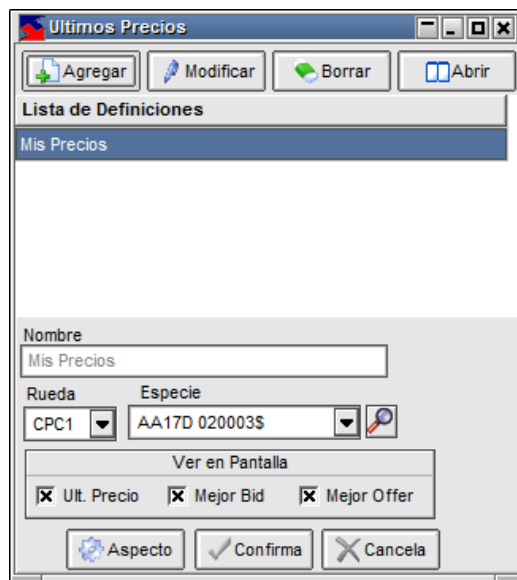 Ultimos Precios
Agregar Modificar Borrar Abrir
Lista de Definiciones
Mis Precios
Nombre
Mis Precios
Rueda Especie
CPC1 AA17D 020003$
Ver en Pantalla
Ult. Precio Mejor Bid Mejor Offer
Aspecto Confirma Cancela